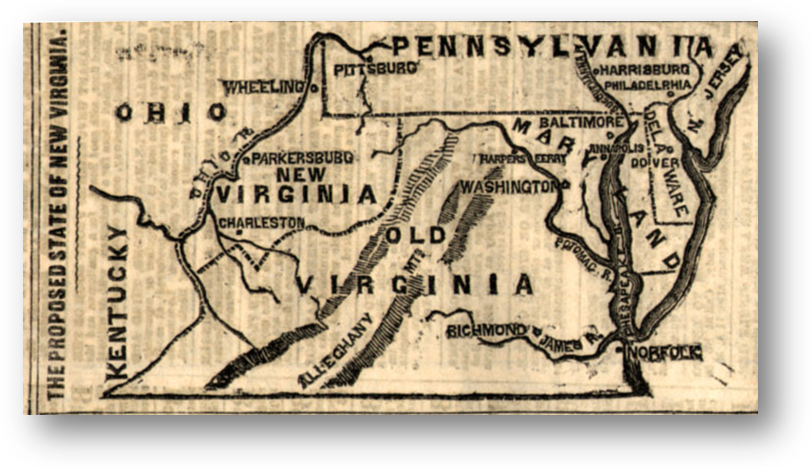 THE PROPOSED STATE OF NEW VIRGINIA.
PENNSYLVANIA
PITTSBURG
HARRISBURG
PHILADELPHIA
N. JERSEY
WHEELING
OHIO
BALTIMORE
MARYLAND
ANNAPOLIS
DELAWARE
DOVER
HARPERS FERRY
PARKERSBURG
NEW
VIRGINIA
WASHINGTON
CHARLESTON
OLD
VIRGINIA
POTOMAC. R.
CHESAPEAKE B.
KENTUCKY
ALLEGHANY MTS
RICHMOND
JAMES R.
NORFOLK